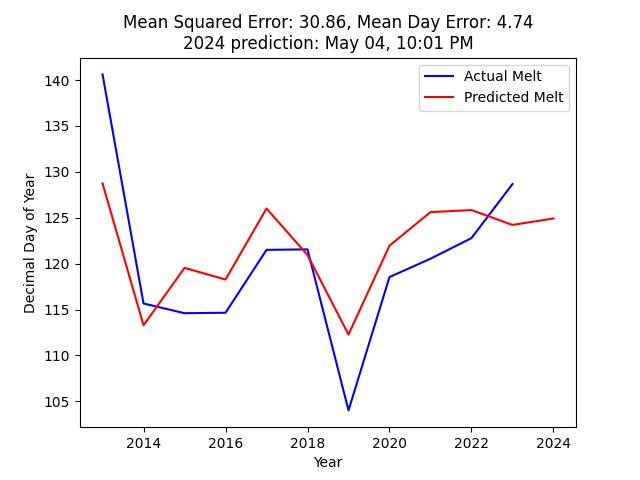 Mean Squared Error: 30.86, Mean Day Error: 4.74
2024 prediction: May 04, 10:01 PM
Actual Melt
Predicted Melt
140
135
130
125
120
115
110
105
Decimal Day of Year
2014 2016 2018 2020 2022 2024
Year